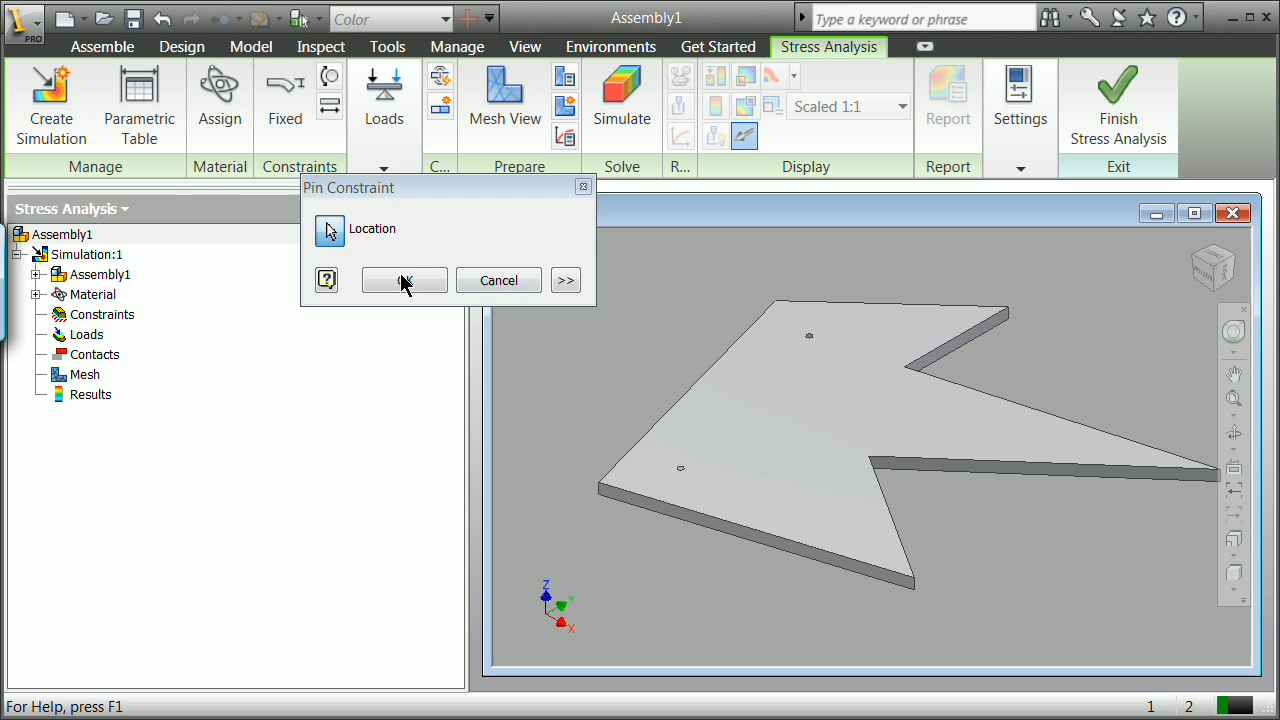 PRO
Color
Assembly1
Type a keyword or phrase
Assemble Design Model Inspect Tools Manage View Environments Get Started Stress Analysis
Create Simulation
Parametric Table
Assign
Fixed
Loads
Mesh View
Simulate
Scaled 1:1
Report
Settings
Finish Stress Analysis
Manage Material Constraints C... Prepare Solve R... Display Report Exit
Pin Constraint
Location
Cancel >>
Stress Analysis
Assembly1
Simulation:1
Assembly1
Material
Constraints
Loads
Contacts
Mesh
Results
Z
Y
X
For Help, press F1
1 2